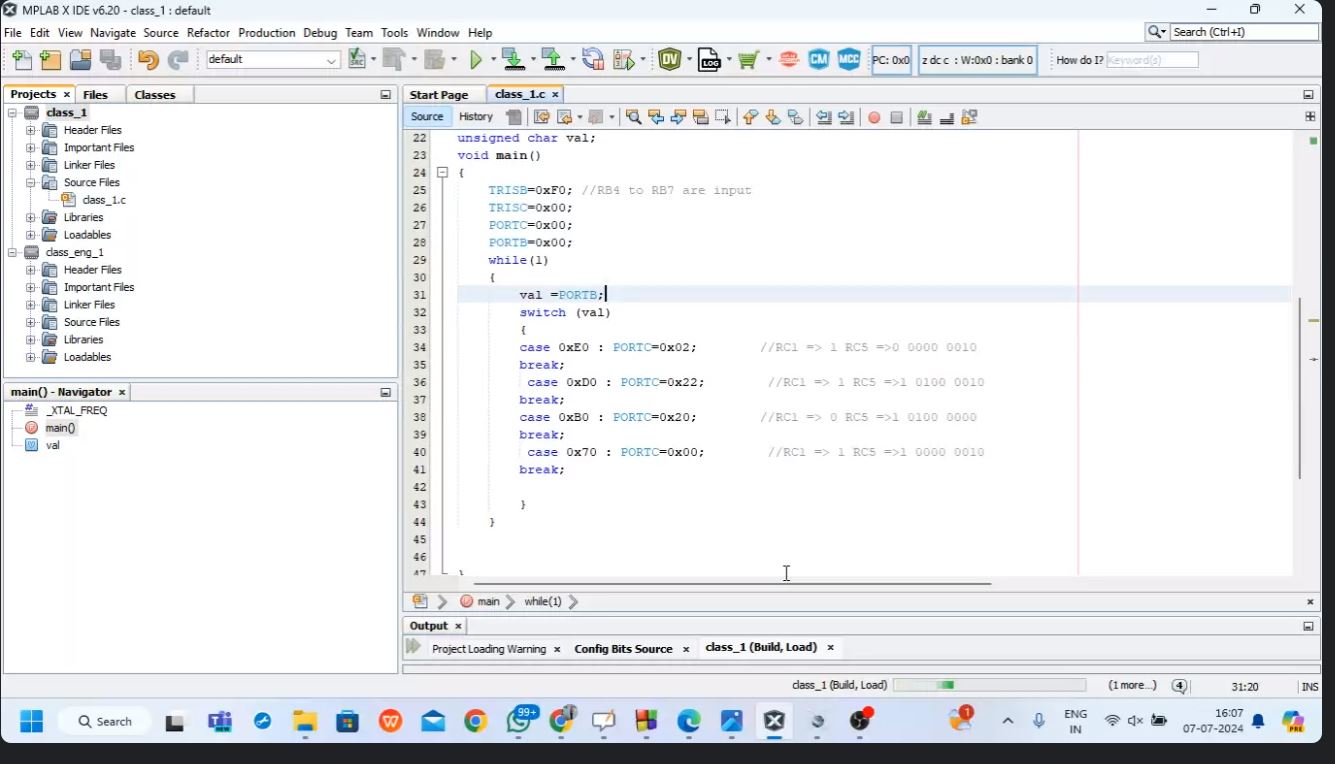 MPLAB X IDE v6.20 - class_1 : default
File Edit View Navigate Source Refactor Production Debug Team Tools Window Help
Search (Ctrl+I)
default
PC: 0x0
z dc c : W:0x0 : bank 0
How do I?
Keyword(s)
Projects
Files
Classes
Start Page
class_1.c
Source
History
class_1
Header Files
Important Files
Linker Files
Source Files
class_1.c
Libraries
Loadables
class_eng_1
Header Files
Important Files
Linker Files
Source Files
Libraries
Loadables
main() - Navigator
_XTAL_FREQ
main()
val
22 unsigned char val;
23 void main()
24 {
25 TRISB=0xF0; //RB4 to RB7 are input
26 TRISC=0x00;
27 PORTC=0x00;
28 PORTB=0x00;
29 while(1)
30 {
31 val =PORTB;
32 switch (val)
33 {
34 case 0xE0 : PORTC=0x02; //RC1 => 1 RC5 =>0 0000 0010
35 break;
36 case 0xD0 : PORTC=0x22; //RC1 => 1 RC5 =>1 0100 0010
37 break;
38 case 0xB0 : PORTC=0x20; //RC1 => 0 RC5 =>1 0100 0000
39 break;
40 case 0x70 : PORTC=0x00; //RC1 => 1 RC5 =>1 0000 0010
41 break;
42
43 }
44 }
45
46
47 }
main
while(1)
Output
Project Loading Warning
Config Bits Source
class_1 (Build, Load)
class_1 (Build, Load)
(1 more...)
4
31:20
INS
Search
99+
1
ENG
IN
16:07
07-07-2024